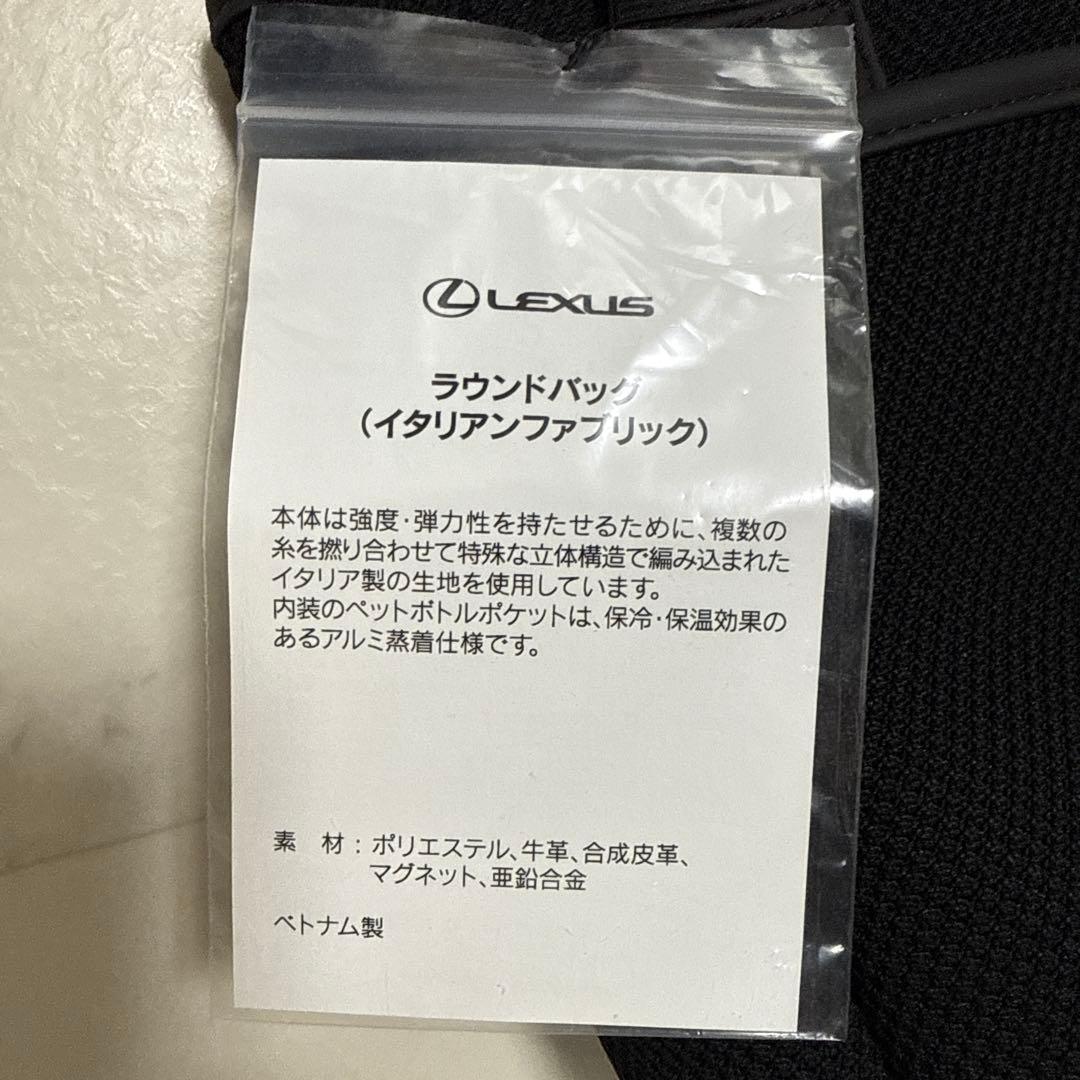 LEXUS
ラウンドバッグ
（イタリアンファブリック）
本体は強度・弾力性を持たせるために、複数の
糸を撚り合わせて特殊な立体構造で編み込まれた
イタリア製の生地を使用しています。
内装のペットボトルポケットは、保冷・保温効果の
あるアルミ蒸着仕様です。
素　材：ポリエステル、牛革、合成皮革、
マグネット、亜鉛合金
ベトナム製